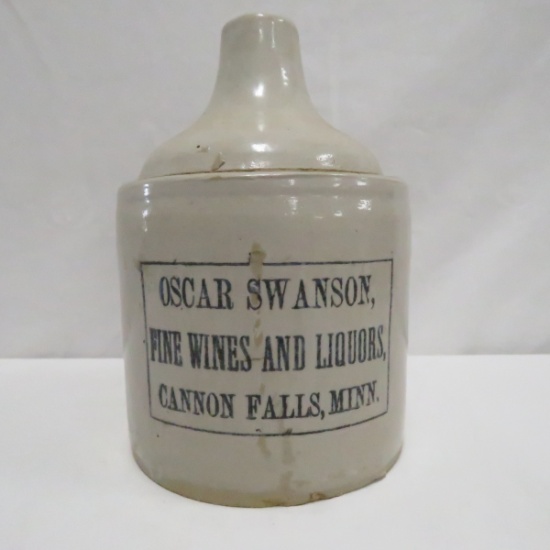 OSCAR SWANSON,
FINE WINES AND LIQUORS,
CANNON FALLS, MINN.